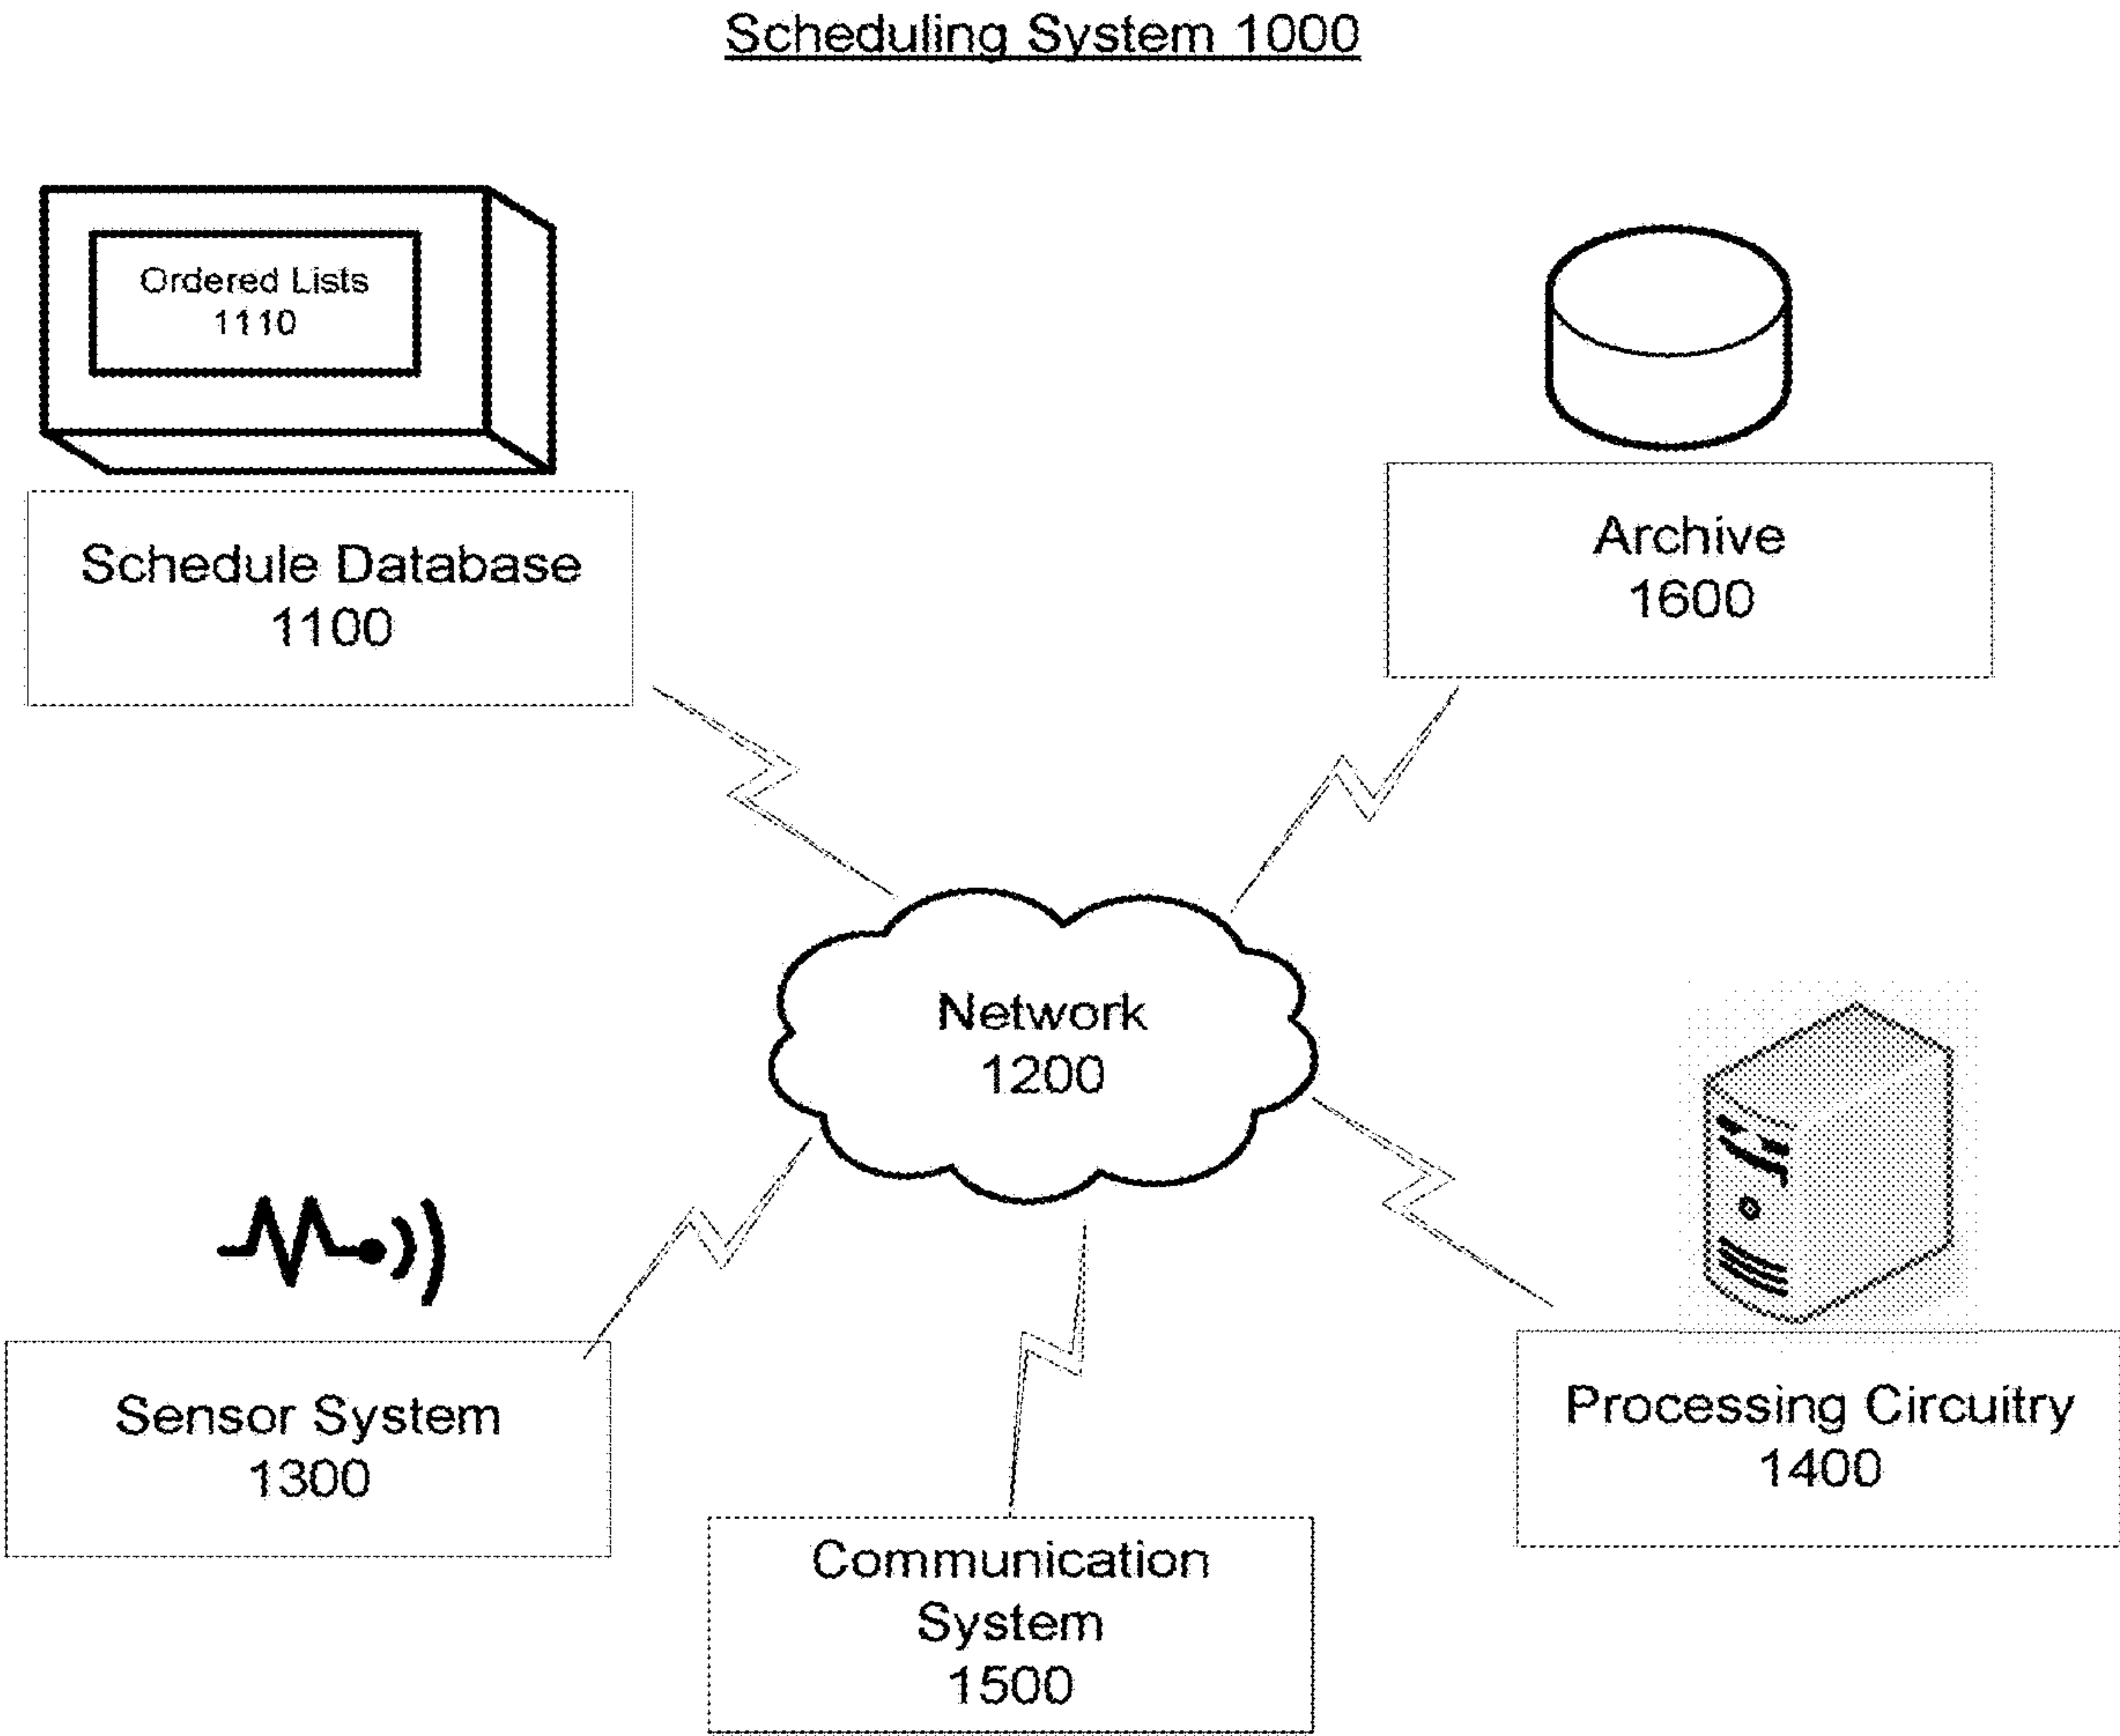 Scheduling System 1000
Ordered Lists
1110
Schedule Database
1100
Archive
1600
Network
1200
Sensor System
1300
Processing Circuitry
1400
Communication
System
1500